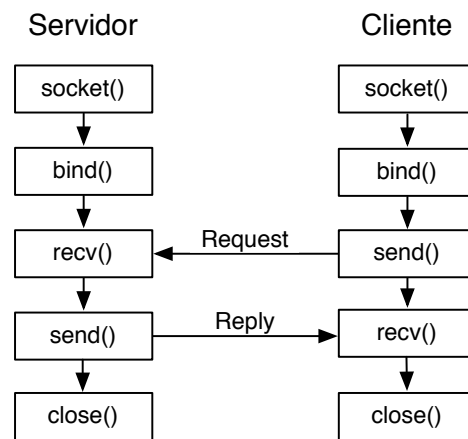 Servidor
Cliente
socket()
socket()
bind()
bind()
Request
recv()
send()
Reply
send()
recv()
close()
close()